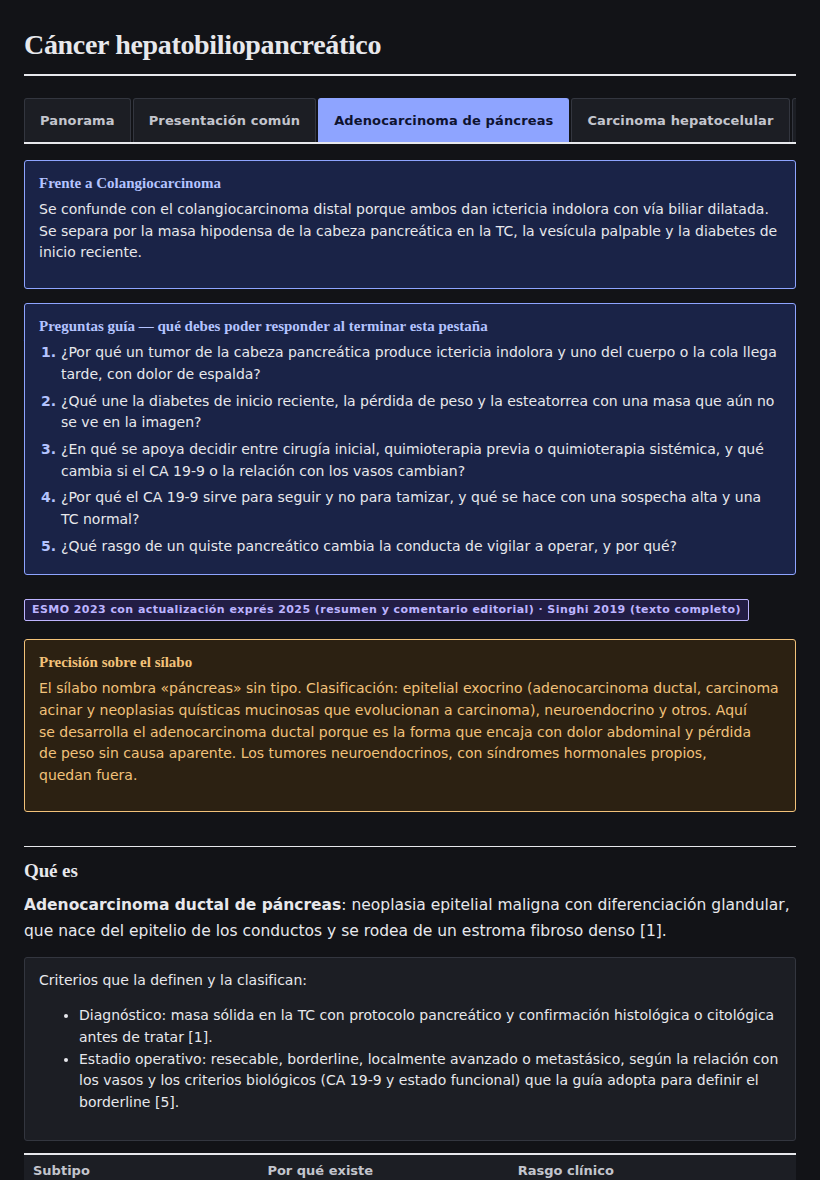 Cáncer hepatobiliopancreático
Panorama
Presentación común
Adenocarcinoma de páncreas
Carcinoma hepatocelular
Frente a Colangiocarcinoma
Se confunde con el colangiocarcinoma distal porque ambos dan ictericia indolora con vía biliar dilatada.
Se separa por la masa hipodensa de la cabeza pancreática en la TC, la vesícula palpable y la diabetes de
inicio reciente.
Preguntas guía — qué debes poder responder al terminar esta pestaña
1. ¿Por qué un tumor de la cabeza pancreática produce ictericia indolora y uno del cuerpo o la cola llega
tarde, con dolor de espalda?
2. ¿Qué une la diabetes de inicio reciente, la pérdida de peso y la esteatorrea con una masa que aún no
se ve en la imagen?
3. ¿En qué se apoya decidir entre cirugía inicial, quimioterapia previa o quimioterapia sistémica, y qué
cambia si el CA 19-9 o la relación con los vasos cambian?
4. ¿Por qué el CA 19-9 sirve para seguir y no para tamizar, y qué se hace con una sospecha alta y una
TC normal?
5. ¿Qué rasgo de un quiste pancreático cambia la conducta de vigilar a operar, y por qué?
ESMO 2023 con actualización exprés 2025 (resumen y comentario editorial) · Singhi 2019 (texto completo)
Precisión sobre el sílabo
El sílabo nombra «páncreas» sin tipo. Clasificación: epitelial exocrino (adenocarcinoma ductal, carcinoma
acinar y neoplasias quísticas mucinosas que evolucionan a carcinoma), neuroendocrino y otros. Aquí
se desarrolla el adenocarcinoma ductal porque es la forma que encaja con dolor abdominal y pérdida
de peso sin causa aparente. Los tumores neuroendocrinos, con síndromes hormonales propios,
quedan fuera.
Qué es
Adenocarcinoma ductal de páncreas: neoplasia epitelial maligna con diferenciación glandular,
que nace del epitelio de los conductos y se rodea de un estroma fibroso denso [1].
Criterios que la definen y la clasifican:
• Diagnóstico: masa sólida en la TC con protocolo pancreático y confirmación histológica o citológica
antes de tratar [1].
• Estadio operativo: resecable, borderline, localmente avanzado o metastásico, según la relación con
los vasos y los criterios biológicos (CA 19-9 y estado funcional) que la guía adopta para definir el
borderline [5].
Subtipo
Por qué existe
Rasgo clínico